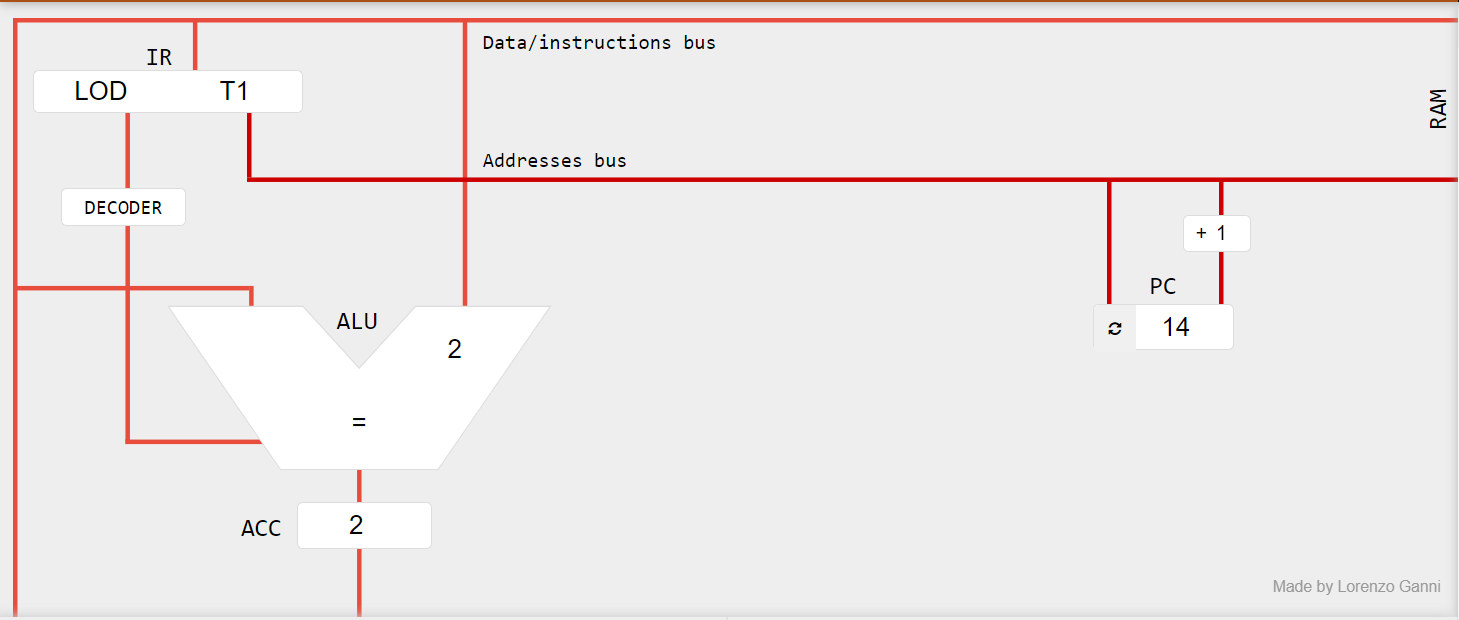 Data/instructions bus
IR
LOD T1
RAM
Addresses bus
DECODER
+ 1
PC
14
ALU
2
=
ACC
2
Made by Lorenzo Ganni